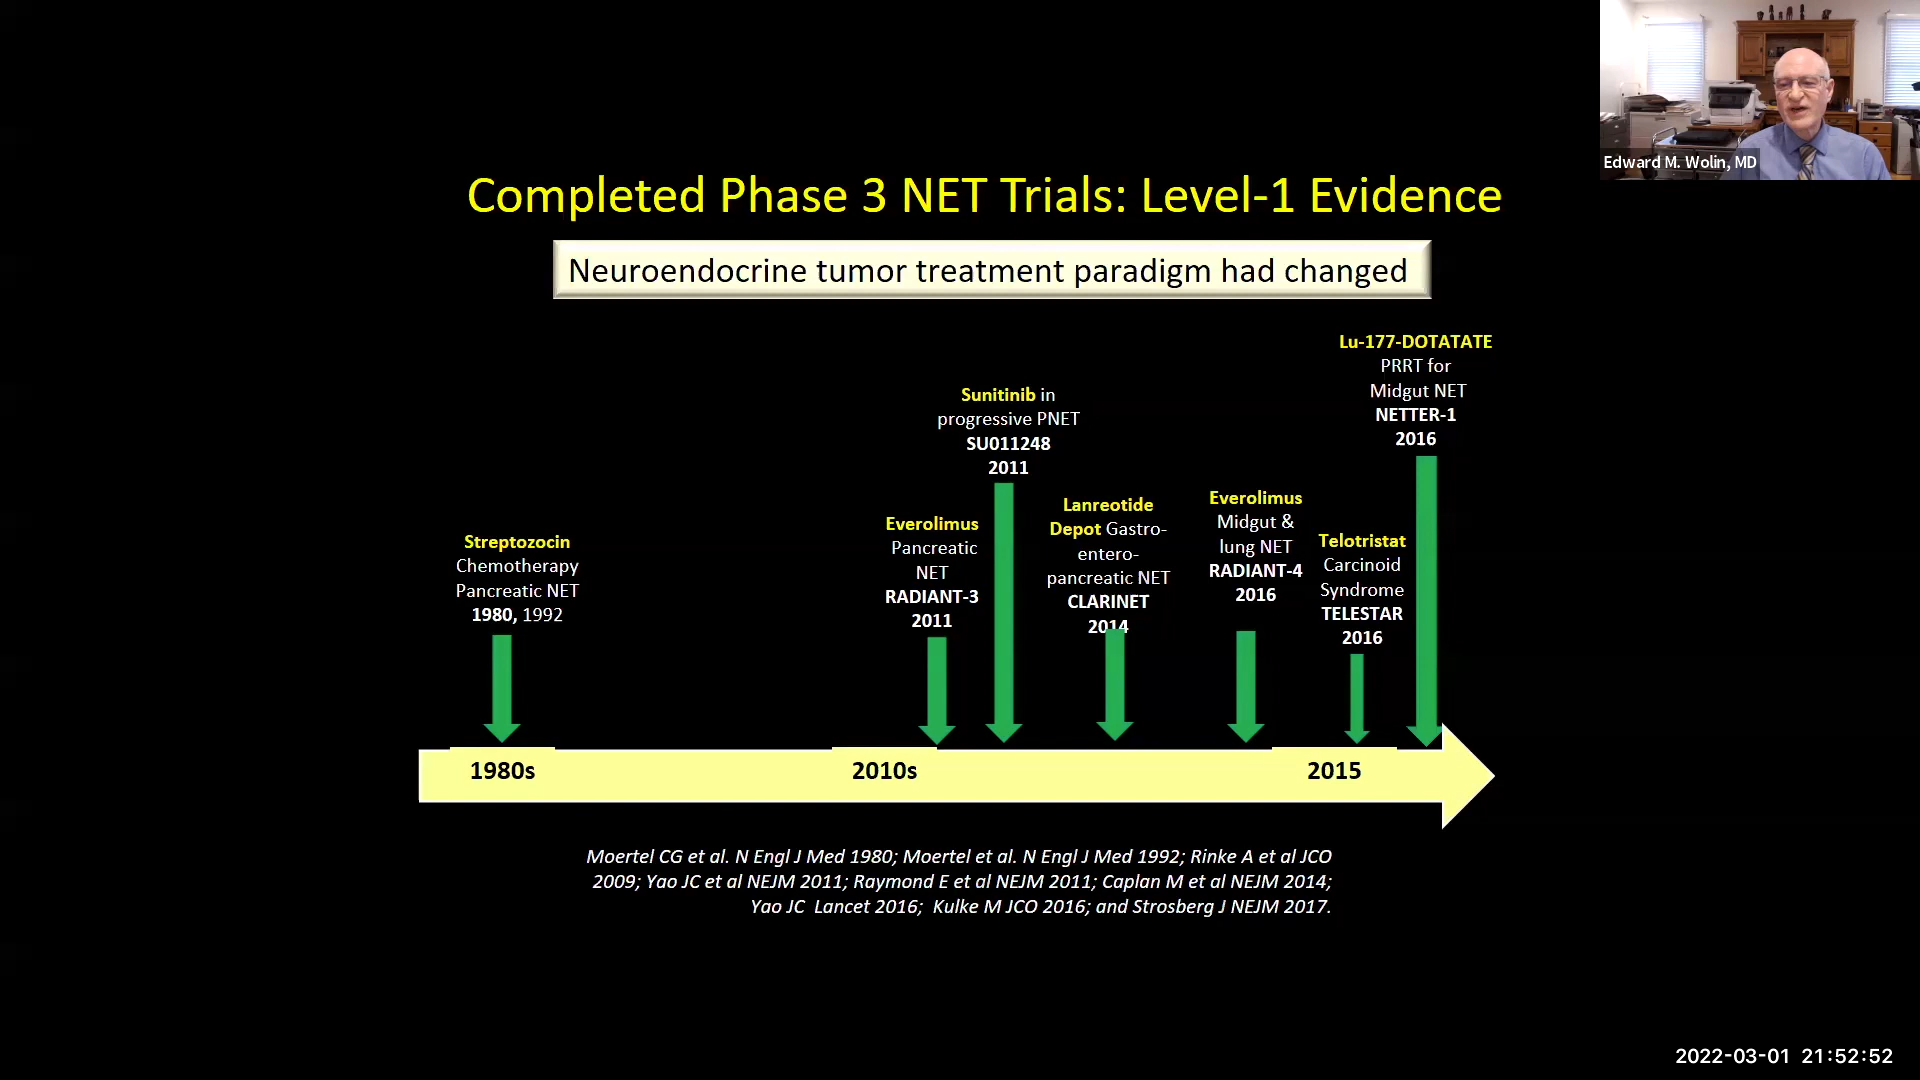 Edward M. Wolin, MD
Completed Phase 3 NET Trials: Level-1 Evidence
Neuroendocrine tumor treatment paradigm had changed
Streptozocin
Chemotherapy
Pancreatic NET
1980, 1992
Everolimus
Pancreatic
NET
RADIANT-3
2011
Sunitinib in
progressive PNET
SU011248
2011
Lanreotide
Depot Gastro-
entero-
pancreatic NET
CLARINET
2014
Everolimus
Midgut &
lung NET
RADIANT-4
2016
Telotristat
Carcinoid
Syndrome
TELESTAR
2016
Lu-177-DOTATATE
PRRT for
Midgut NET
NETTER-1
2016
1980s
2010s
2015
Moertel CG et al. N Engl J Med 1980; Moertel et al. N Engl J Med 1992; Rinke A et al JCO
2009; Yao JC et al NEJM 2011; Raymond E et al NEJM 2011; Caplan M et al NEJM 2014;
Yao JC Lancet 2016; Kulke M JCO 2016; and Strosberg J NEJM 2017.
2022-03-01 21:52:52